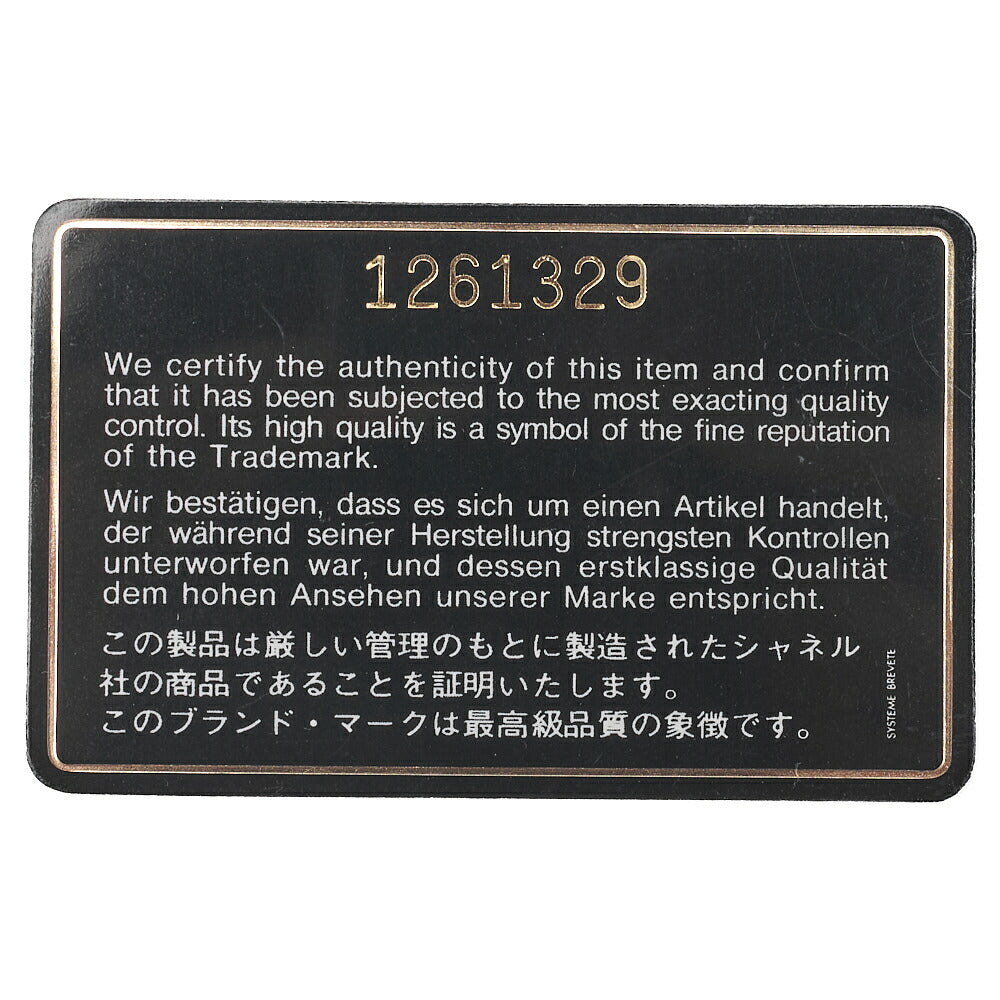 1261329
We certify the authenticity of this item and confirm
that it has been subjected to the most exacting quality
control. Its high quality is a symbol of the fine reputation
of the Trademark.
Wir bestätigen, dass es sich um einen Artikel handelt,
der während seiner Herstellung strengsten Kontrollen
unterworfen war, und dessen erstklassige Qualität
dem hohen Ansehen unserer Marke entspricht.
この製品は厳しい管理のもとに製造されたシャネル
社の商品であることを証明いたします。
このブランド・マークは最高級品質の象徴です。
SYSTEME BREVETE